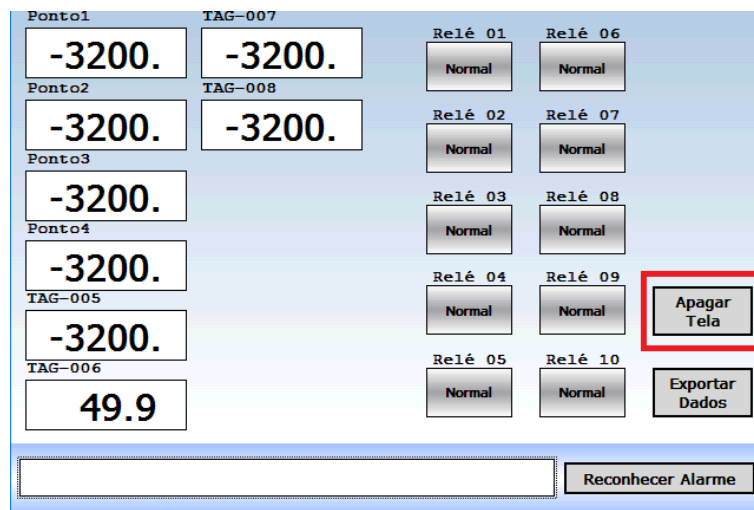 Ponto1 TAG-007
-3200. -3200.
Relé 01 Relé 06
Normal Normal
Ponto2 TAG-008
-3200. -3200.
Relé 02 Relé 07
Normal Normal
Ponto3
-3200.
Relé 03 Relé 08
Normal Normal
Ponto4
-3200.
Relé 04 Relé 09
Normal Normal
Apagar
Tela
TAG-005
-3200.
Relé 05 Relé 10
Normal Normal
TAG-006
49.9
Exportar
Dados
Reconhecer Alarme